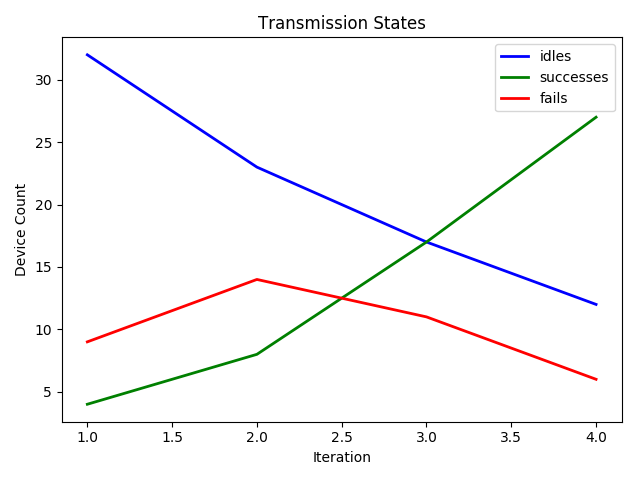 Transmission States
idles
successes
fails
30
25
20
15
10
5
Device Count
1.0 1.5 2.0 2.5 3.0 3.5 4.0
Iteration